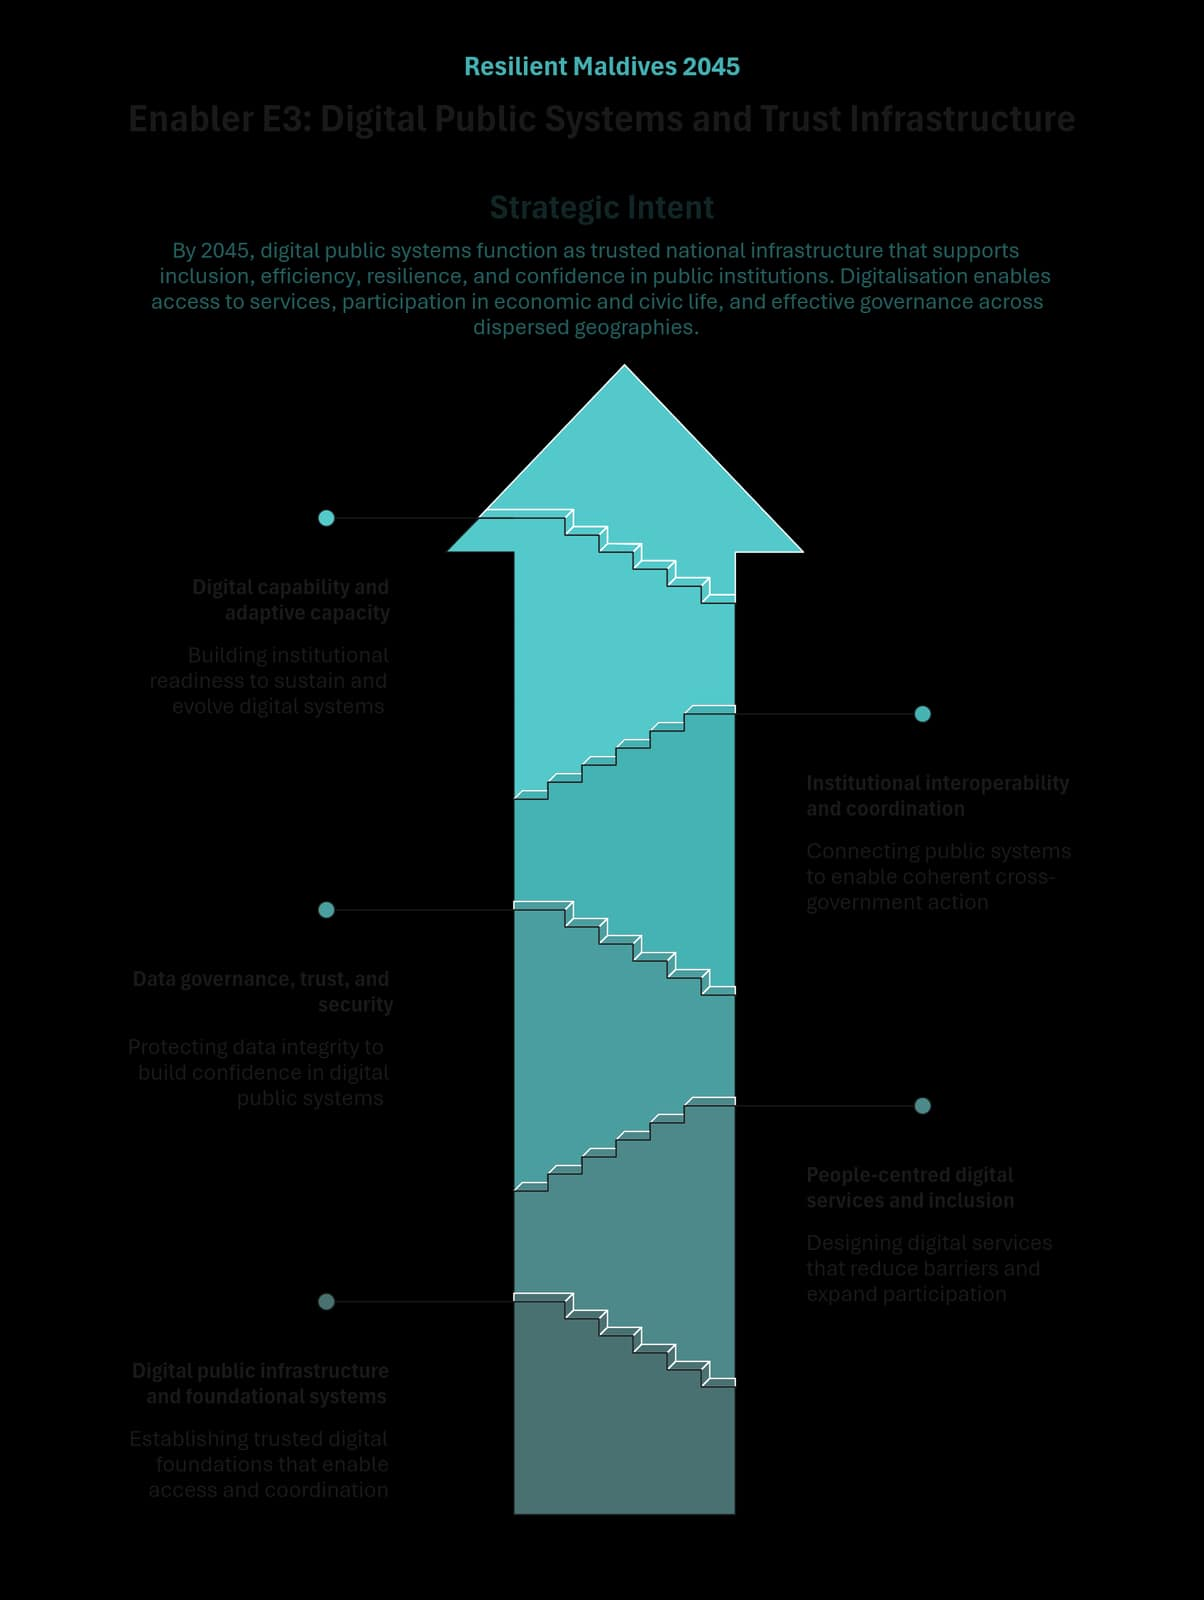 Resilient Maldives 2045
Enabler E3: Digital Public Systems and Trust Infrastructure
Strategic Intent
By 2045, digital public systems function as trusted national infrastructure that supports
inclusion, efficiency, resilience, and confidence in public institutions. Digitalisation enables
access to services, participation in economic and civic life, and effective governance across
dispersed geographies.
Digital capability and
adaptive capacity
Building institutional
readiness to sustain and
evolve digital systems
Institutional interoperability
and coordination
Connecting public systems
to enable coherent cross-
government action
Data governance, trust, and
security
Protecting data integrity to
build confidence in digital
public systems
People-centred digital
services and inclusion
Designing digital services
that reduce barriers and
expand participation
Digital public infrastructure
and foundational systems
Establishing trusted digital
foundations that enable
access and coordination